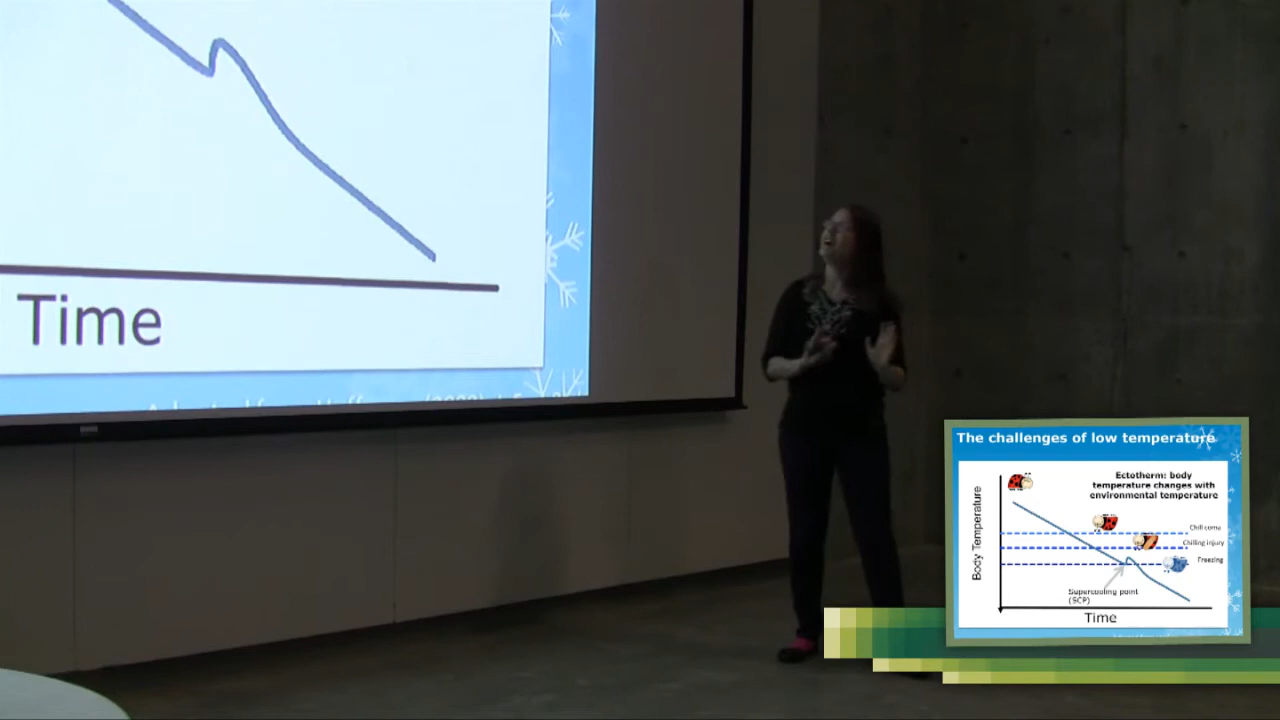 Time
The challenges of low temperature
Ectotherm: body
temperature changes with
environmental temperature
Body Temperature
Chill coma
Chilling injury
Freezing
Supercooling point
(SCP)
Time